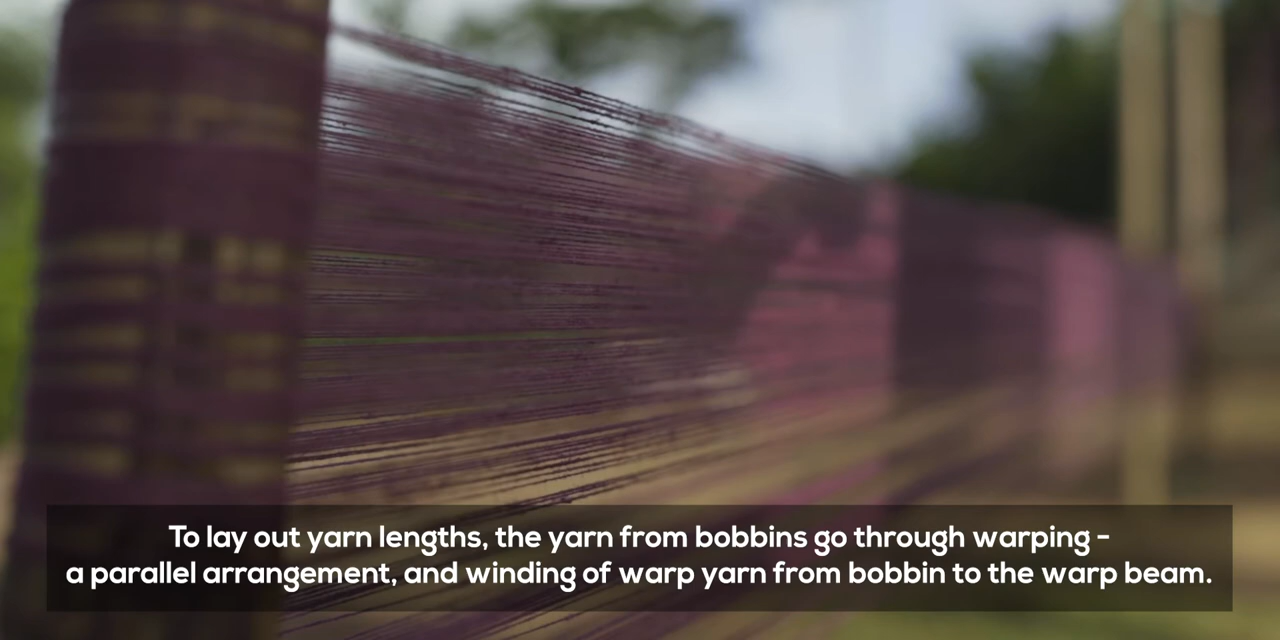 To lay out yarn lengths, the yarn from bobbins go through warping -
a parallel arrangement, and winding of warp yarn from bobbin to the warp beam.